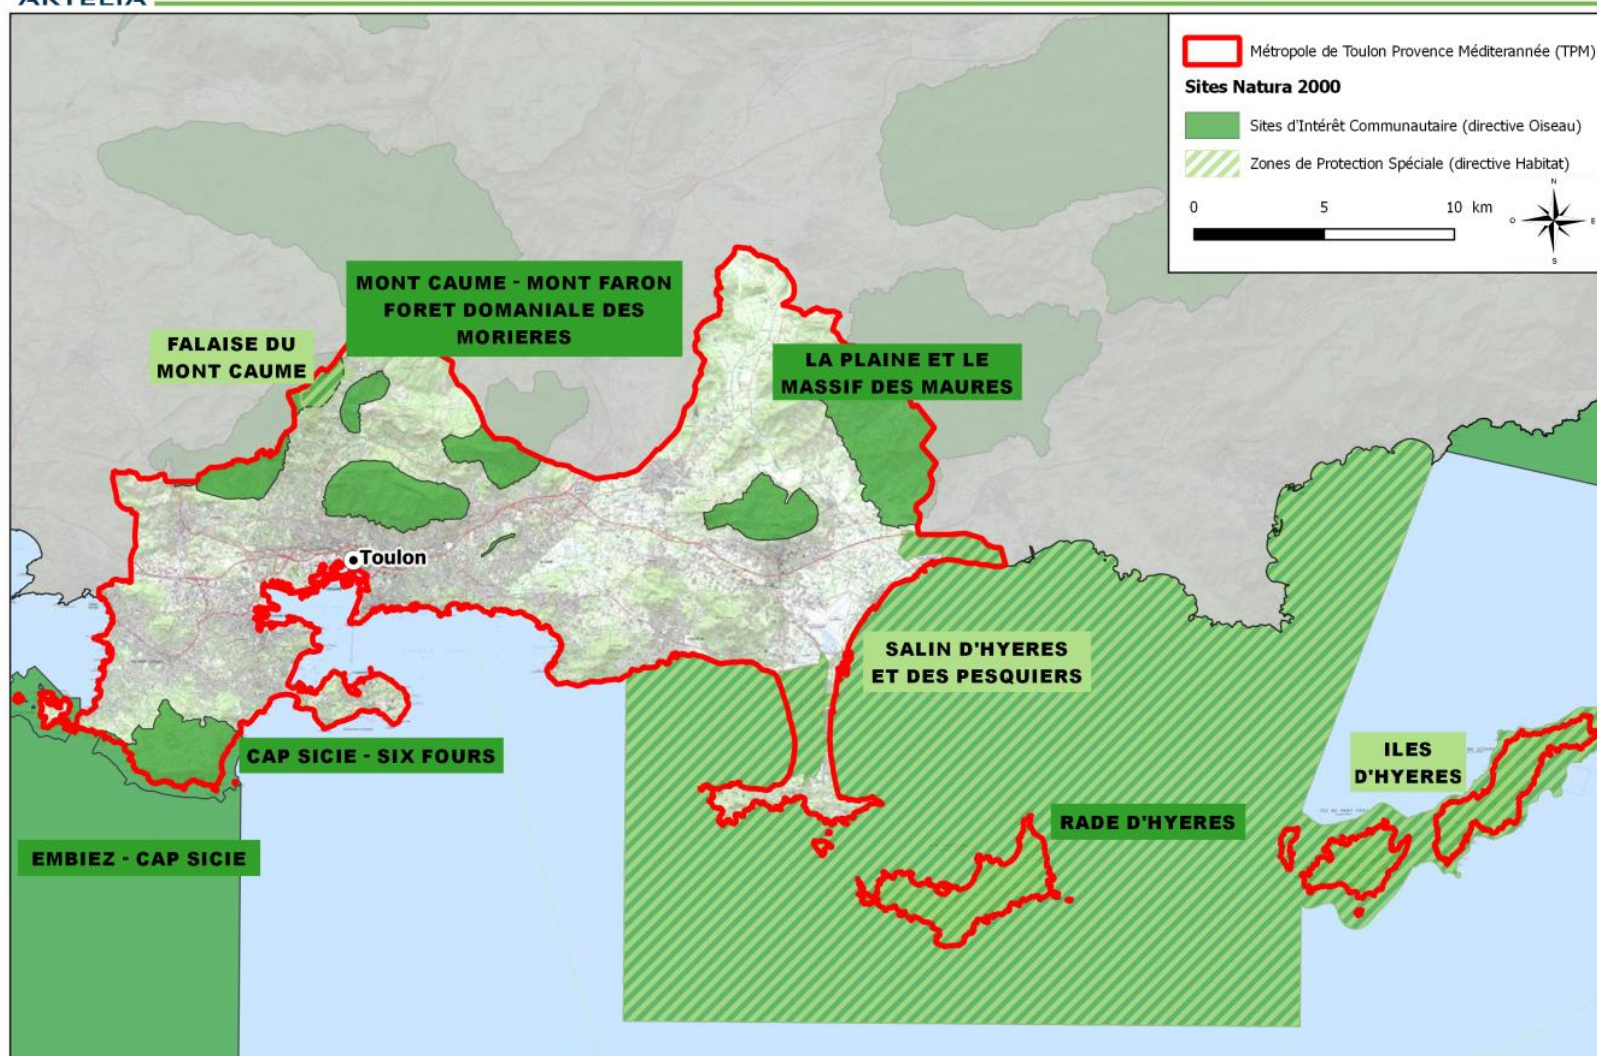 ARTELIA
Métropole de Toulon Provence Méditerannée (TPM)
Sites Natura 2000
Sites d'Intérêt Communautaire (directive Oiseau)
Zones de Protection Spéciale (directive Habitat)
0 5 10 km
N
O E
S
MONT CAUME - MONT FARON
FORET DOMANIALE DES
MORIERES
FALAISE DU
MONT CAUME
LA PLAINE ET LE
MASSIF DES MAURES
Toulon
SALIN D'HYERES
ET DES PESQUIERS
CAP SICIE - SIX FOURS
ILES
D'HYERES
RADE D'HYERES
EMBIEZ - CAP SICIE